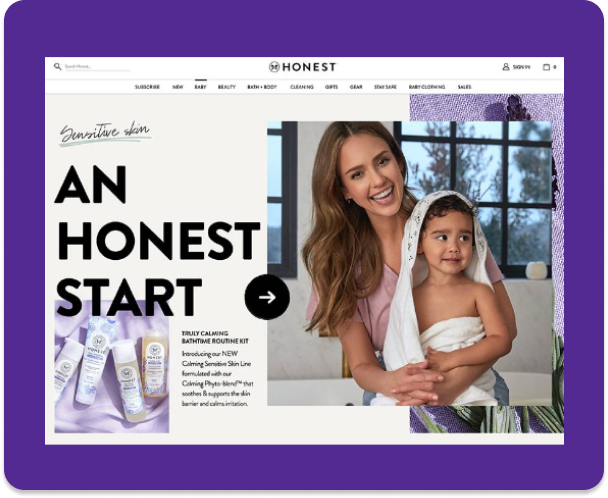 Search Honest...
HONEST
SIGN IN
0
SUBSCRIBE NEW BABY BEAUTY BATH + BODY CLEANING GIFTS GEAR STAY SAFE BABY CLOTHING SALES
Sensitive skin
AN
HONEST
START
TRULY CALMING
BATHTIME ROUTINE KIT
Introducing our NEW
Calming Sensitive Skin Line
formulated with our
Calming Phyto-blend™ that
soothes & supports the skin
barrier and calms irritation.
HONEST